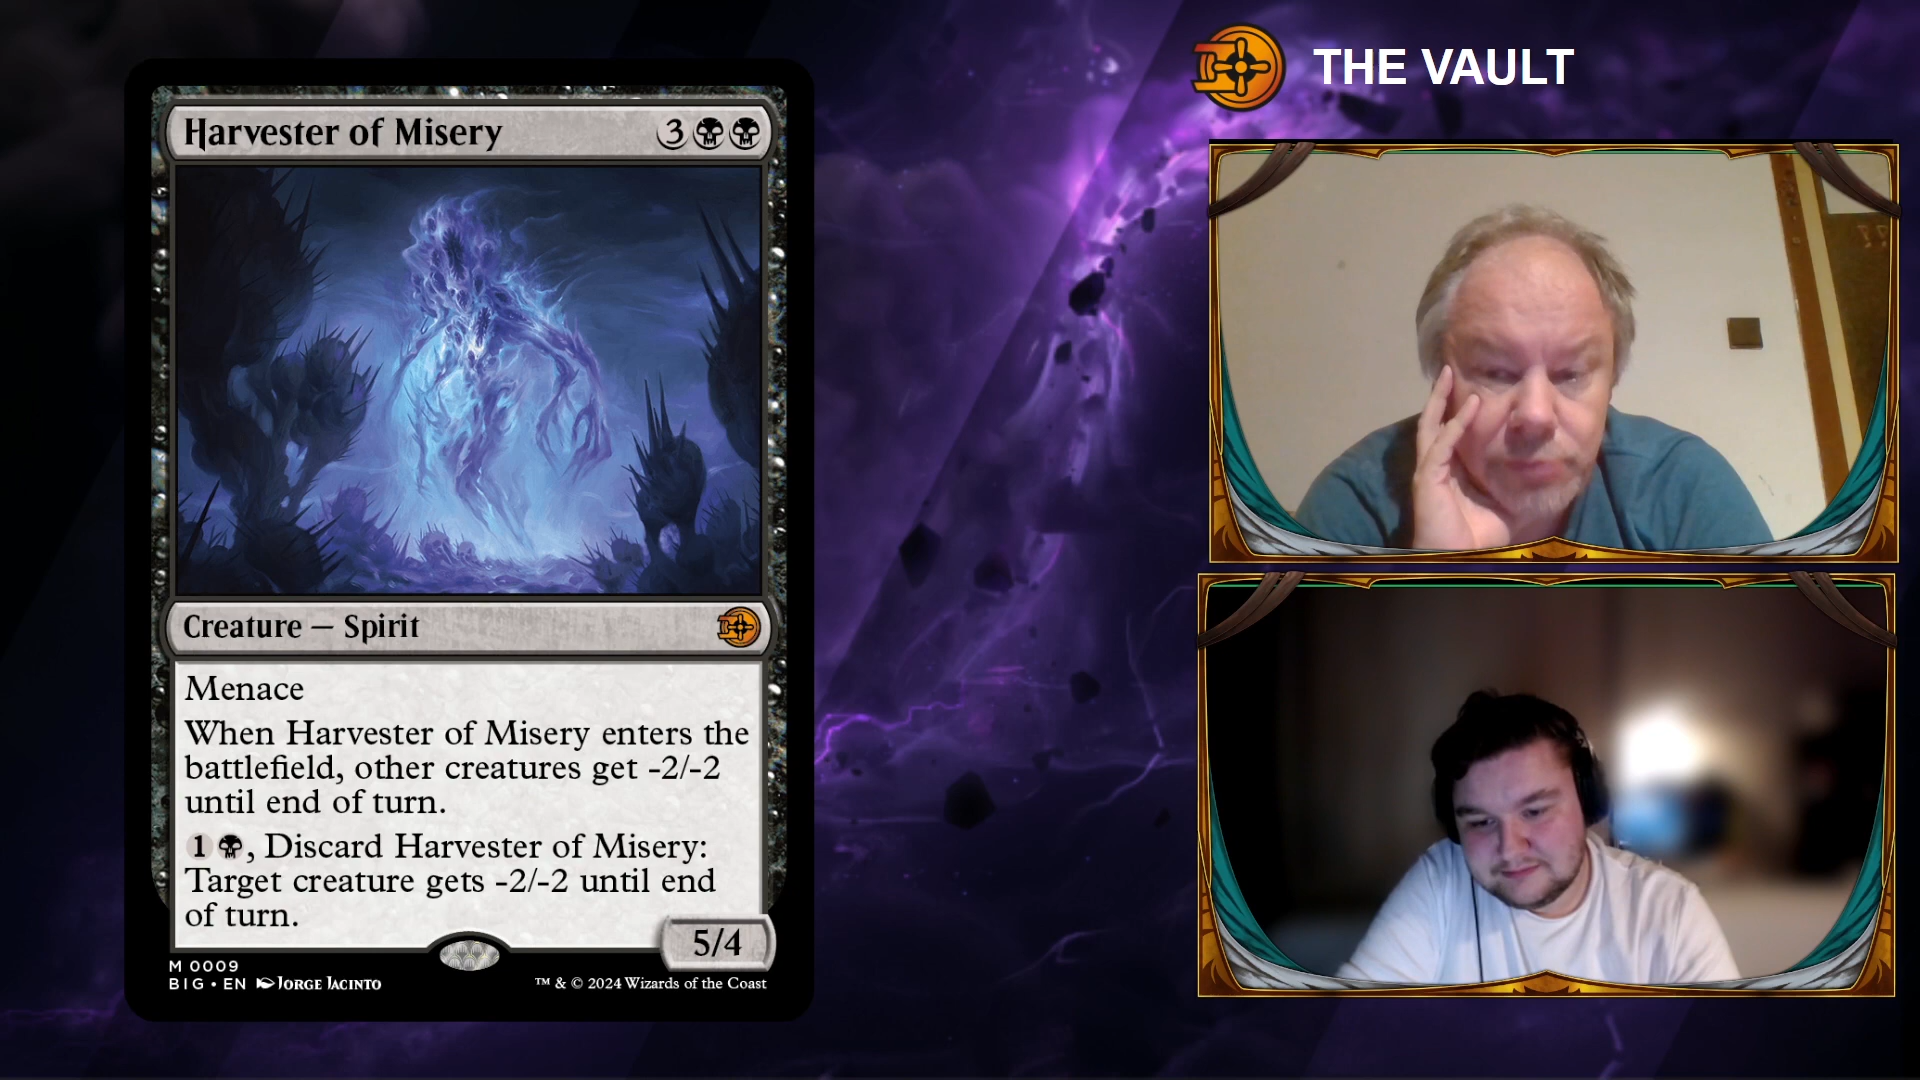 THE VAULT
Harvester of Misery 3
Creature — Spirit
Menace
When Harvester of Misery enters the
battlefield, other creatures get -2/-2
until end of turn.
1, Discard Harvester of Misery:
Target creature gets -2/-2 until end
of turn.
5/4
M 0009
BIG • EN Jorge Jacinto
™ & © 2024 Wizards of the Coast